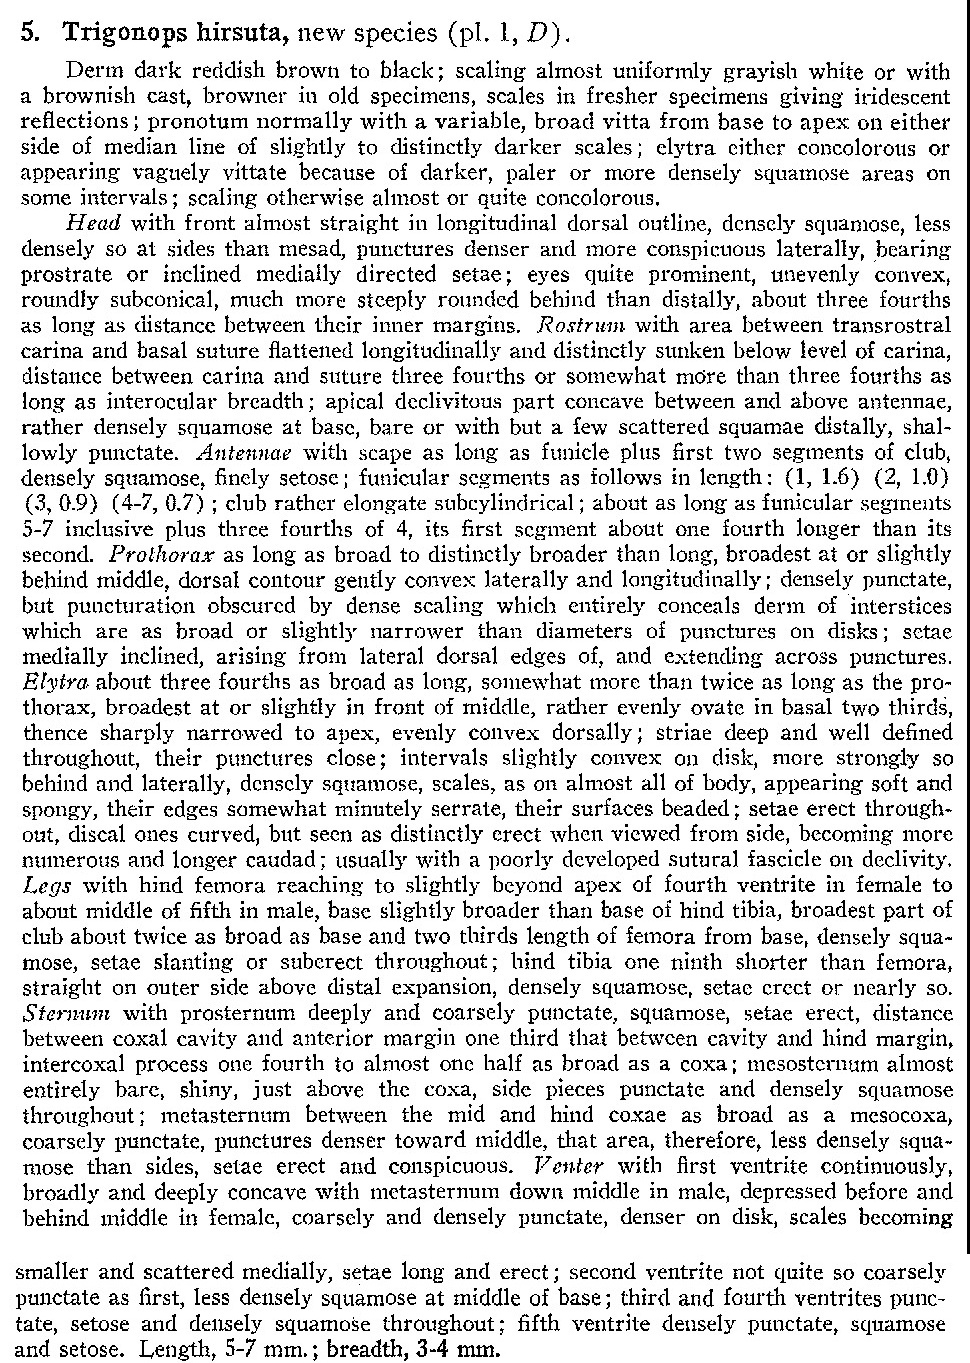 5. Trigonops hirsuta, new species (pl. 1, D).
Derm dark reddish brown to black; scaling almost uniformly grayish white or with
a brownish cast, browner in old specimens, scales in fresher specimens giving iridescent
reflections; pronotum normally with a variable, broad vitta from base to apex on either
side of median line of slightly to distinctly darker scales; elytra either concolorous or
appearing vaguely vittate because of darker, paler or more densely squamose areas on
some intervals; scaling otherwise almost or quite concolorous.
Head with front almost straight in longitudinal dorsal outline, densely squamose, less
densely so at sides than mesad, punctures denser and more conspicuous laterally, bearing
prostrate or inclined medially directed setae; eyes quite prominent, unevenly convex,
roundly subconical, much more steeply rounded behind than distally, about three fourths
as long as distance between their inner margins. Rostrum with area between transrostral
carina and basal suture flattened longitudinally and distinctly sunken below level of carina,
distance between carina and suture three fourths or somewhat more than three fourths as
long as interocular breadth; apical declivitous part concave between and above antennae,
rather densely squamose at base, bare or with but a few scattered squamae distally, shal-
lowly punctate. Antennae with scape as long as funicle plus first two segments of club,
densely squamose, finely setose; funicular segments as follows in length: (1, 1.6) (2, 1.0)
(3, 0.9) (4-7, 0.7) ; club rather elongate subcylindrical; about as long as funicular segments
5-7 inclusive plus three fourths of 4, its first segment about one fourth longer than its
second. Prothorax as long as broad to distinctly broader than long, broadest at or slightly
behind middle, dorsal contour gently convex laterally and longitudinally; densely punctate,
but puncturation obscured by dense scaling which entirely conceals derm of interstices
which are as broad or slightly narrower than diameters of punctures on disks; setae
medially inclined, arising from lateral dorsal edges of, and extending across punctures.
Elytra about three fourths as broad as long, somewhat more than twice as long as the pro-
thorax, broadest at or slightly in front of middle, rather evenly ovate in basal two thirds,
thence sharply narrowed to apex, evenly convex dorsally; striae deep and well defined
throughout, their punctures close; intervals slightly convex on disk, more strongly so
behind and laterally, densely squamose, scales, as on almost all of body, appearing soft and
spongy, their edges somewhat minutely serrate, their surfaces beaded; setae erect through-
out, discal ones curved, but seen as distinctly erect when viewed from side, becoming more
numerous and longer caudad; usually with a poorly developed sutural fascicle on declivity.
Legs with hind femora reaching to slightly beyond apex of fourth ventrite in female to
about middle of fifth in male, base slightly broader than base of hind tibia, broadest part of
club about twice as broad as base and two thirds length of femora from base, densely squa-
mose, setae slanting or suberect throughout; hind tibia one ninth shorter than femora,
straight on outer side above distal expansion, densely squamose, setae erect or nearly so.
Sternum with prosternum deeply and coarsely punctate, squamose, setae erect, distance
between coxal cavity and anterior margin one third that between cavity and hind margin,
intercoxal process one fourth to almost one half as broad as a coxa; mesosternum almost
entirely bare, shiny, just above the coxa, side pieces punctate and densely squamose
throughout; metasternum between the mid and hind coxae as broad as a mesocoxa,
coarsely punctate, punctures denser toward middle, that area, therefore, less densely squa-
mose than sides, setae erect and conspicuous. Venter with first ventrite continuously,
broadly and deeply concave with metasternum down middle in male, depressed before and
behind middle in female, coarsely and densely punctate, denser on disk, scales becoming
smaller and scattered medially, setae long and erect; second ventrite not quite so coarsely
punctate as first, less densely squamose at middle of base; third and fourth ventrites punc-
tate, setose and densely squamose throughout; fifth ventrite densely punctate, squamose
and setose. Length, 5-7 mm.; breadth, 3-4 mm.